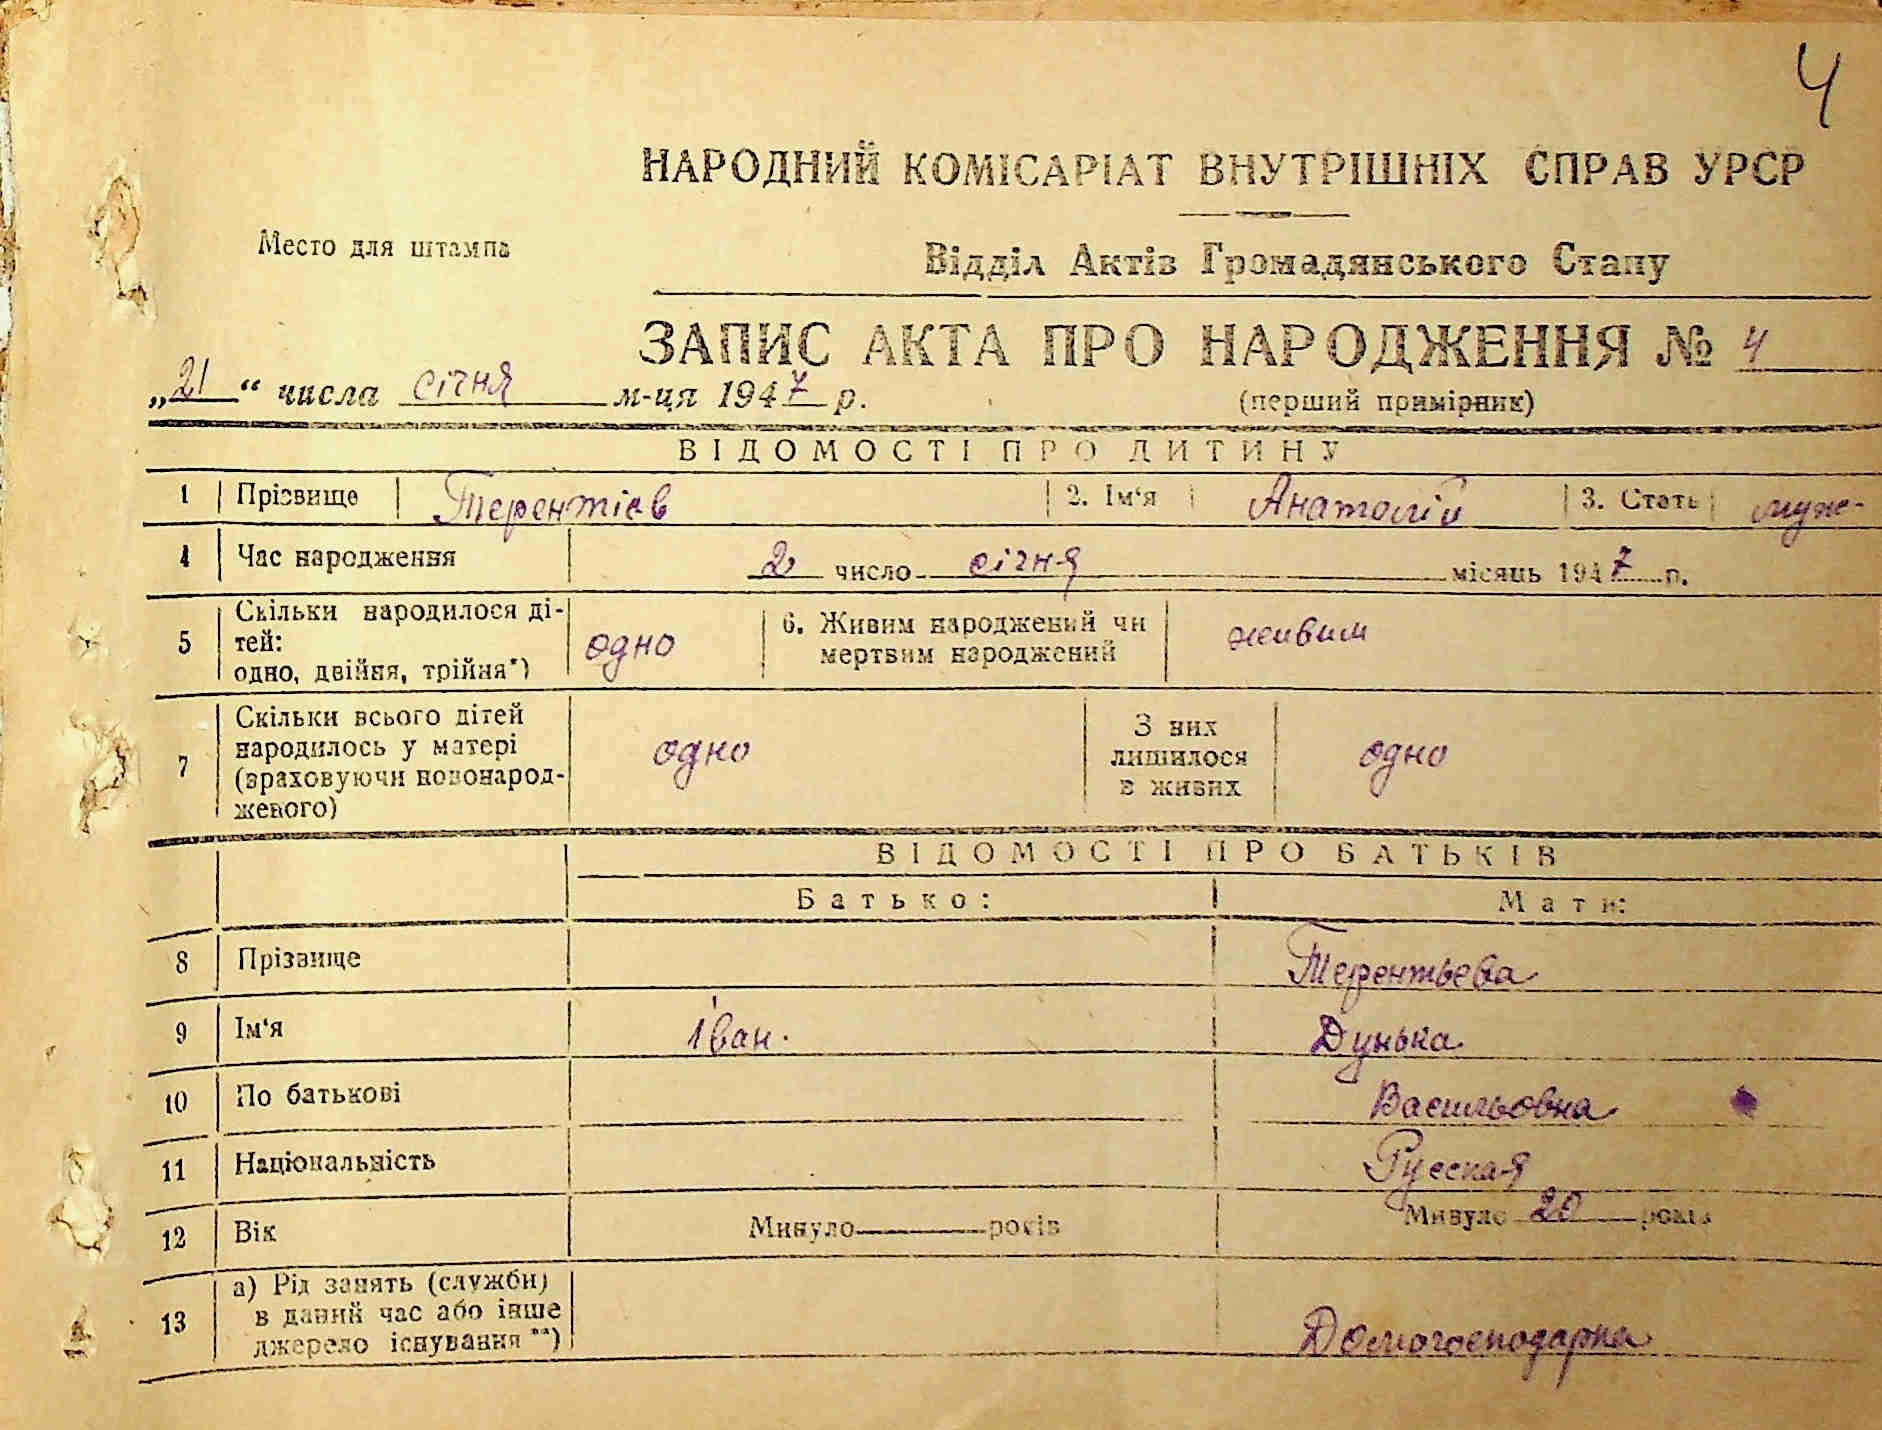 4
НАРОДНИЙ КОМІСАРІАТ ВНУТРІШНІХ СПРАВ УРСР
Место для штампа
Відділ Актів Громадянського Стану
ЗАПИС АКТА ПРО НАРОДЖЕННЯ № 4
„21“ числа січня м-ця 1947 р.
(перший примірник)
ВІДОМОСТІ ПРО ДИТИНУ
1 Прізвище Терентієв 2. Ім‘я Анатолій 3. Стать муж-
4 Час народження 2 число січня місяць 1947 р.
5 Скільки народилося ді-
тей:
одно, двійня, трійня*)
одно
6. Живим народжений чи
мертвим народжений
живим
7 Скільки всього дітей
народилось у матері
(враховуючи новонарод-
женого)
одно
З них
лишилося
в живих
одно
ВІДОМОСТІ ПРО БАТЬКІВ
Батько: Мати:
8 Прізвище Терентьева
9 Ім‘я Іван. Дунька
10 По батькові Васильовна
11 Національність Русская
12 Вік Минуло років Минуло 20 років
13 а) Рід занять (служби)
в даний час або інше
джерело існування**)
Домогосподарка